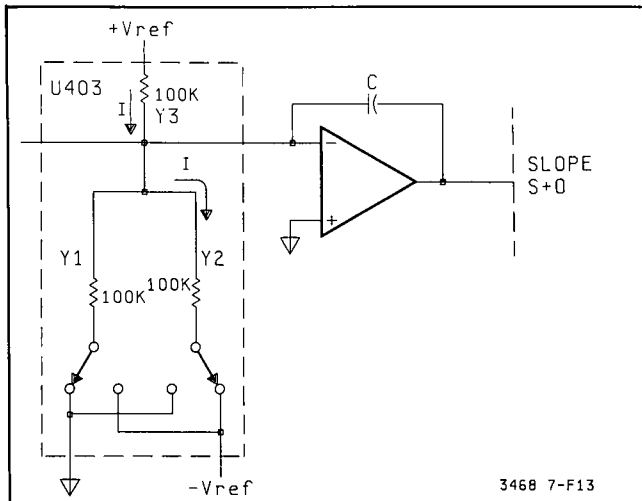 +Vref
U403
I
100K
Y3
C
I
SLOPE
S+0
Y1
Y2
100K
100K
-
+
-Vref
3468 7-F13